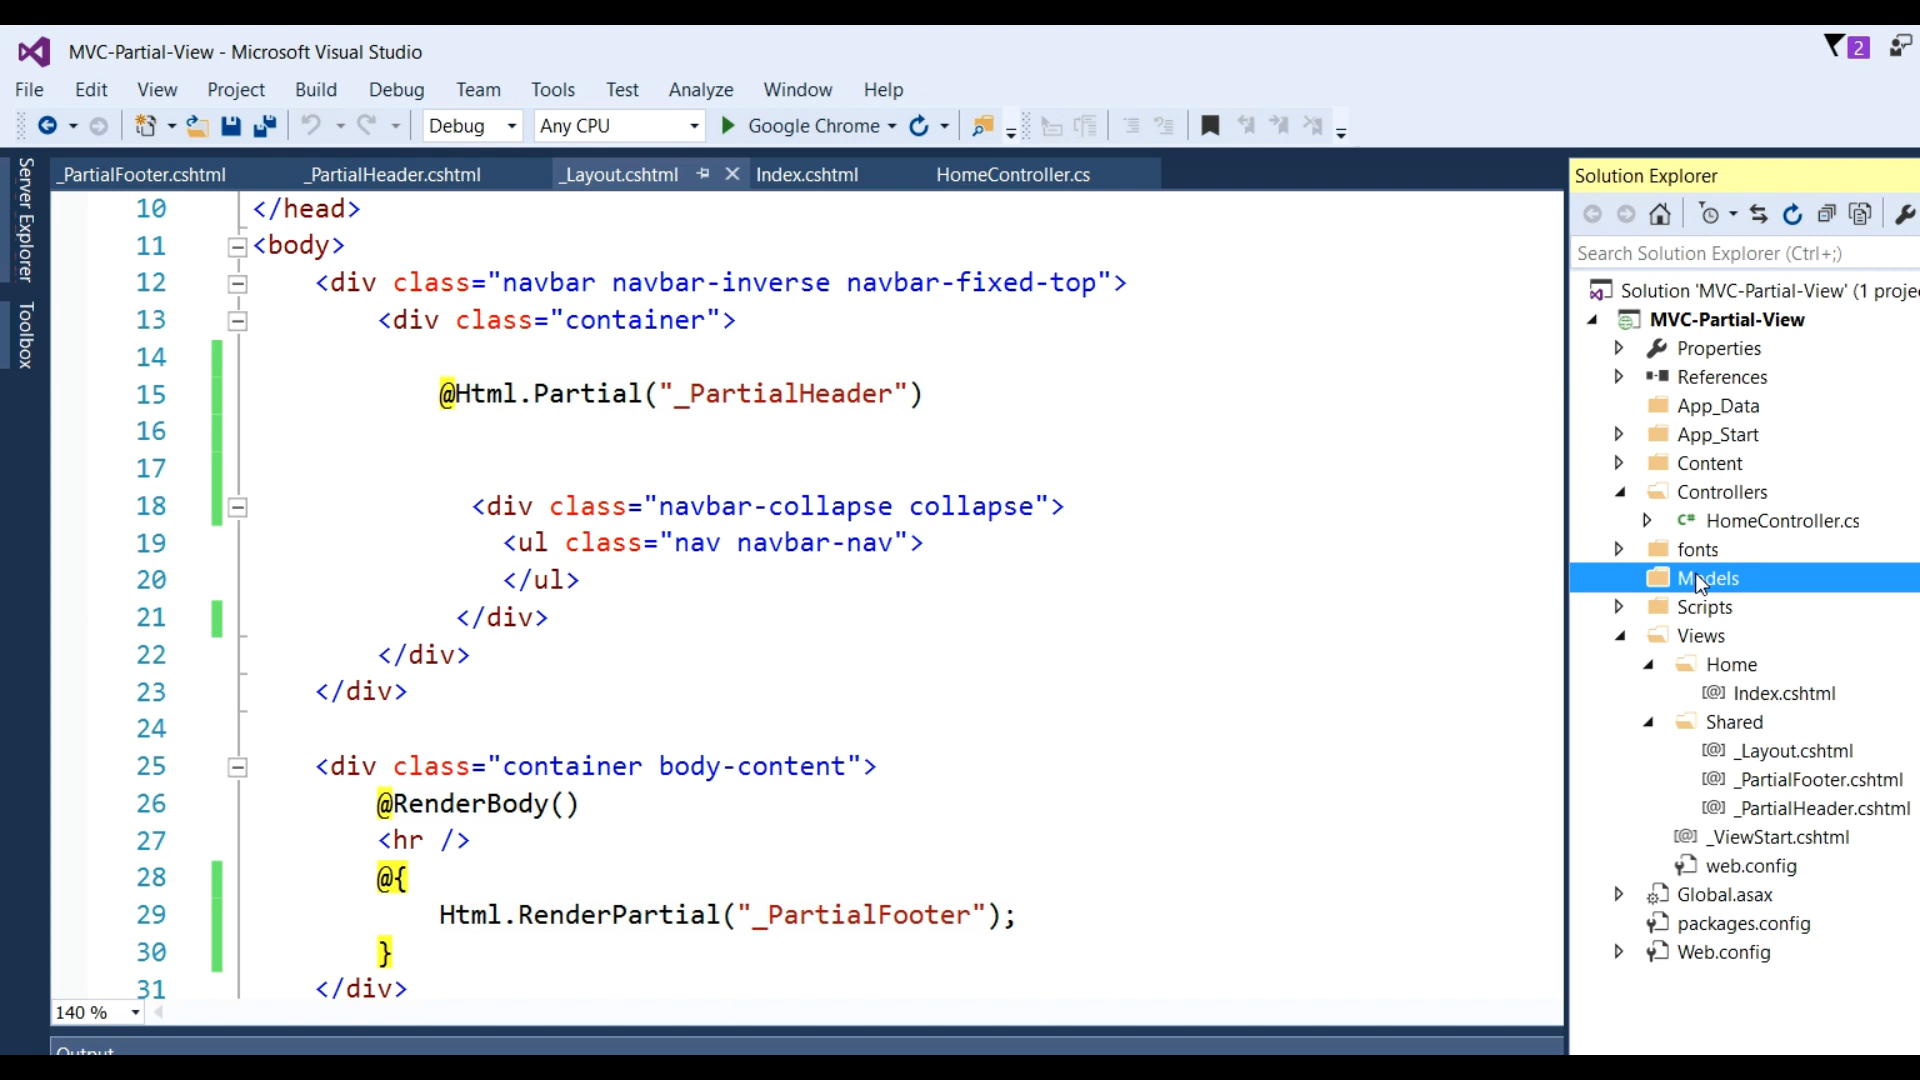 MVC-Partial-View - Microsoft Visual Studio
2
File Edit View Project Build Debug Team Tools Test Analyze Window Help
Debug Any CPU Google Chrome
Server Explorer
Toolbox
_PartialFooter.cshtml _PartialHeader.cshtml _Layout.cshtml Index.cshtml HomeController.cs
10 </head>
11 <body>
12 <div class="navbar navbar-inverse navbar-fixed-top">
13 <div class="container">
14
15 @Html.Partial("_PartialHeader")
16
17
18 <div class="navbar-collapse collapse">
19 <ul class="nav navbar-nav">
20 </ul>
21 </div>
22 </div>
23 </div>
24
25 <div class="container body-content">
26 @RenderBody()
27 <hr />
28 @{
29 Html.RenderPartial("_PartialFooter");
30 }
31 </div>
140 %
Output
Solution Explorer
Search Solution Explorer (Ctrl+;)
Solution 'MVC-Partial-View' (1 proje
MVC-Partial-View
Properties
References
App_Data
App_Start
Content
Controllers
C# HomeController.cs
fonts
Models
Scripts
Views
Home
[@] Index.cshtml
Shared
[@] _Layout.cshtml
[@] _PartialFooter.cshtml
[@] _PartialHeader.cshtml
[@] _ViewStart.cshtml
web.config
Global.asax
packages.config
Web.config